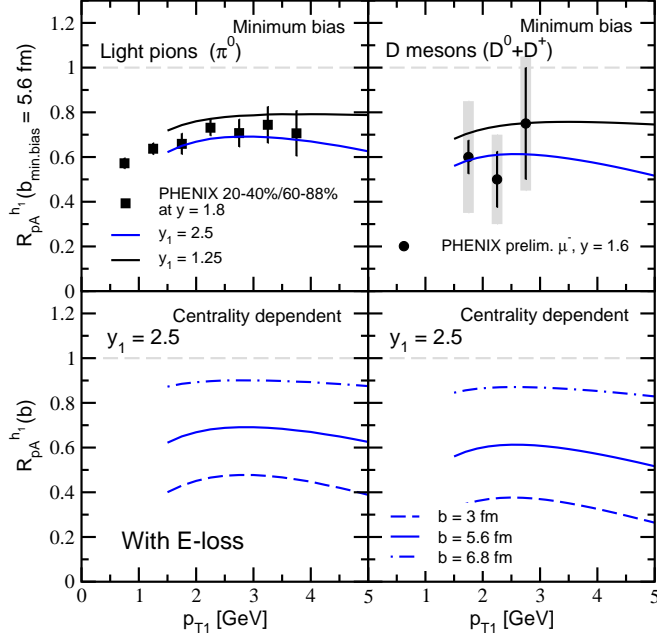 Minimum bias
Light pions (π⁰)
Minimum bias
D mesons (D⁰+D⁺)
R_pA^h₁(b_min.bias = 5.6 fm)
1.2
1
0.8
0.6
0.4
0.2
0
PHENIX 20-40%/60-88%
at y = 1.8
y₁ = 2.5
y₁ = 1.25
PHENIX prelim. μ⁻, y = 1.6
Centrality dependent
y₁ = 2.5
Centrality dependent
y₁ = 2.5
R_pA^h₁(b)
1.2
1
0.8
0.6
0.4
0.2
0
With E-loss
b = 3 fm
b = 5.6 fm
b = 6.8 fm
0 1 2 3 4 5
0 1 2 3 4 5
p_T1 [GeV]
p_T1 [GeV]